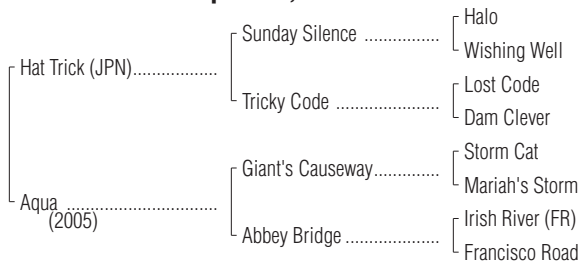 Halo
Sunday Silence ................
Wishing Well
Hat Trick (JPN)..................
Lost Code
Tricky Code ......................
Dam Clever
Storm Cat
Giant's Causeway..............
Mariah's Storm
Aqua ................................
(2005)
Irish River (FR)
Abbey Bridge ....................
Francisco Road